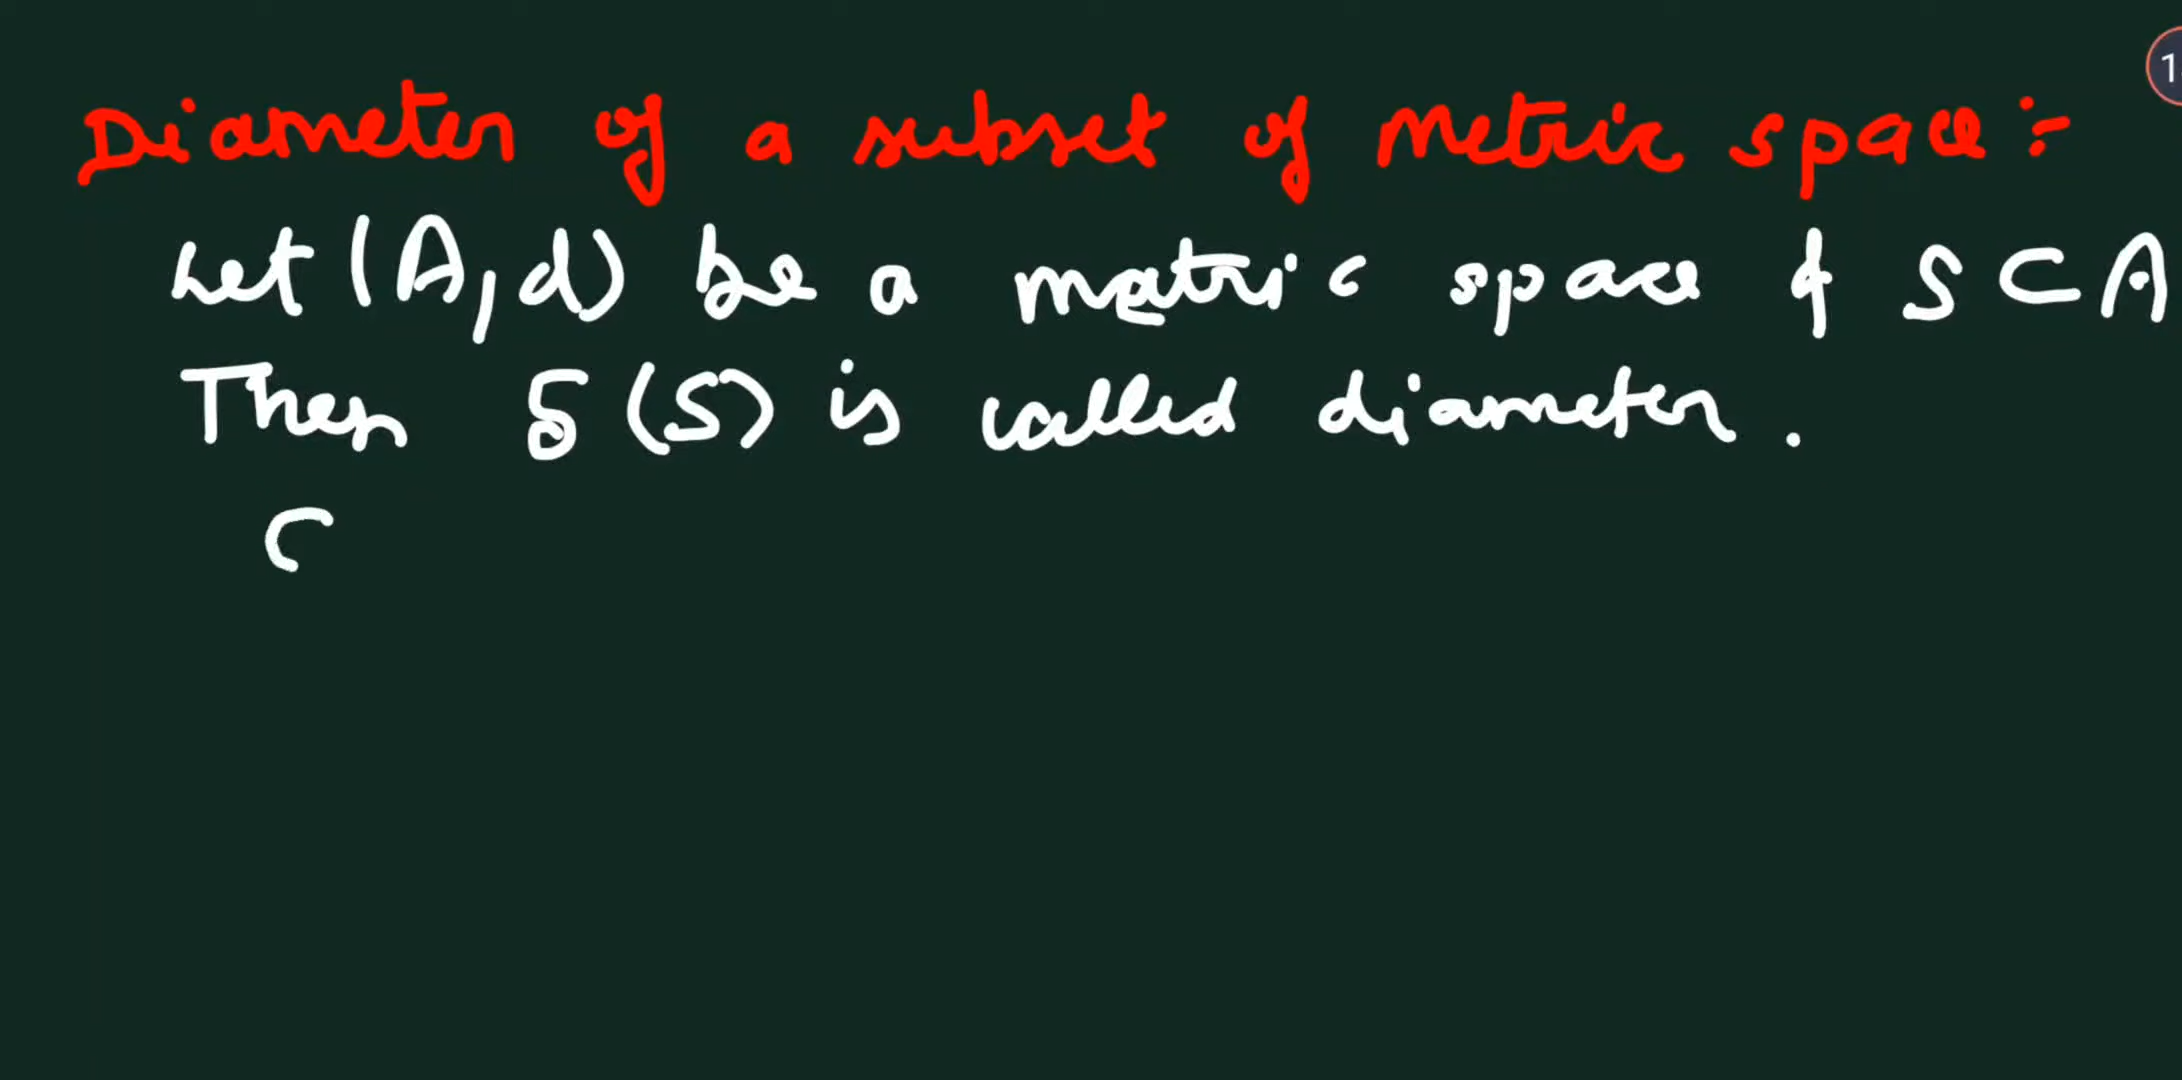 Diameter of a subset of metric space :-
Let (A, d) be a metric space & S ⊂ A
Then δ(S) is called diameter.